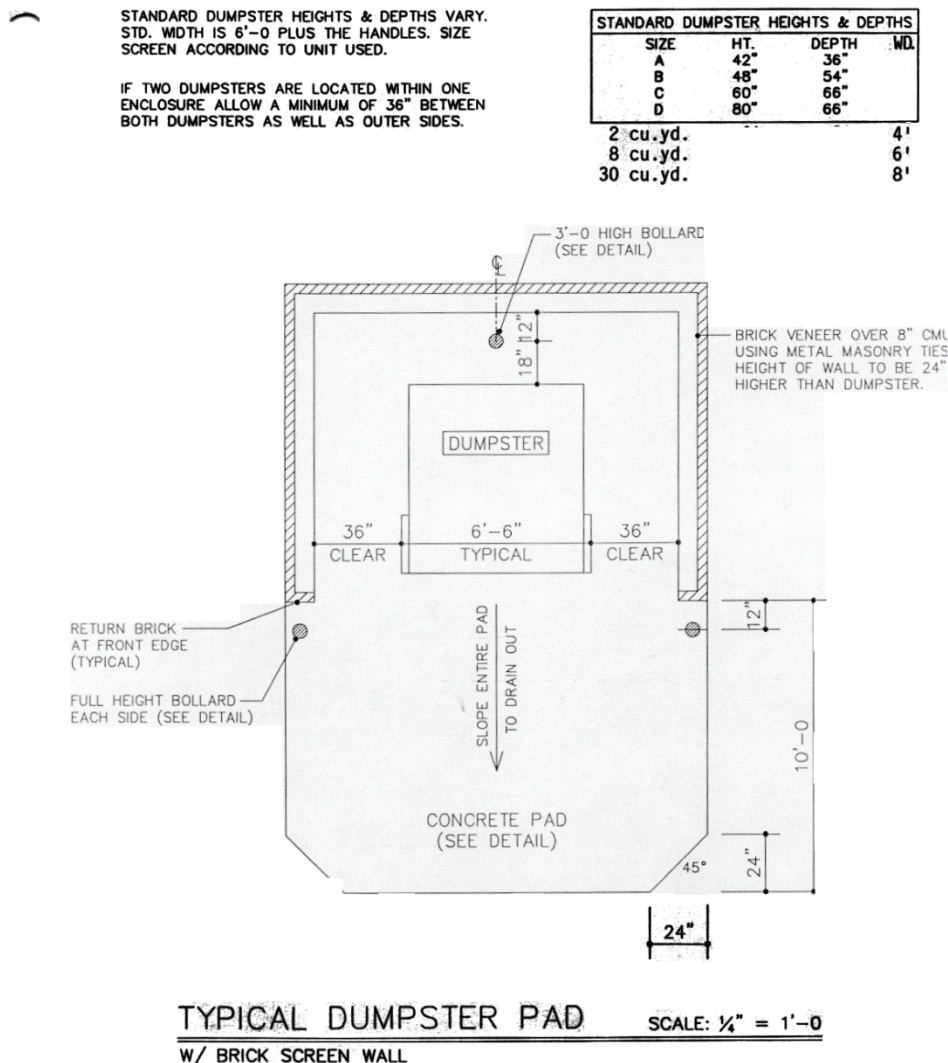 STANDARD DUMPSTER HEIGHTS & DEPTHS VARY.
STD. WIDTH IS 6'-0 PLUS THE HANDLES. SIZE
SCREEN ACCORDING TO UNIT USED.
IF TWO DUMPSTERS ARE LOCATED WITHIN ONE
ENCLOSURE ALLOW A MINIMUM OF 36" BETWEEN
BOTH DUMPSTERS AS WELL AS OUTER SIDES.
STANDARD DUMPSTER HEIGHTS & DEPTHS
SIZE HT. DEPTH WD.
A 42" 36"
B 48" 54"
C 60" 66"
D 80" 66"
2 cu.yd. 4'
8 cu.yd. 6'
30 cu.yd. 8'
3'-0 HIGH BOLLARD
(SEE DETAIL)
12"
18"
BRICK VENEER OVER 8" CMU
USING METAL MASONRY TIES
HEIGHT OF WALL TO BE 24"
HIGHER THAN DUMPSTER.
DUMPSTER
36"
CLEAR
6'-6"
TYPICAL
36"
CLEAR
RETURN BRICK
AT FRONT EDGE
(TYPICAL)
FULL HEIGHT BOLLARD
EACH SIDE (SEE DETAIL)
SLOPE ENTIRE PAD
TO DRAIN OUT
12"
10'-0
CONCRETE PAD
(SEE DETAIL)
45°
24"
24"
TYPICAL DUMPSTER PAD SCALE: ¼" = 1'-0
W/ BRICK SCREEN WALL